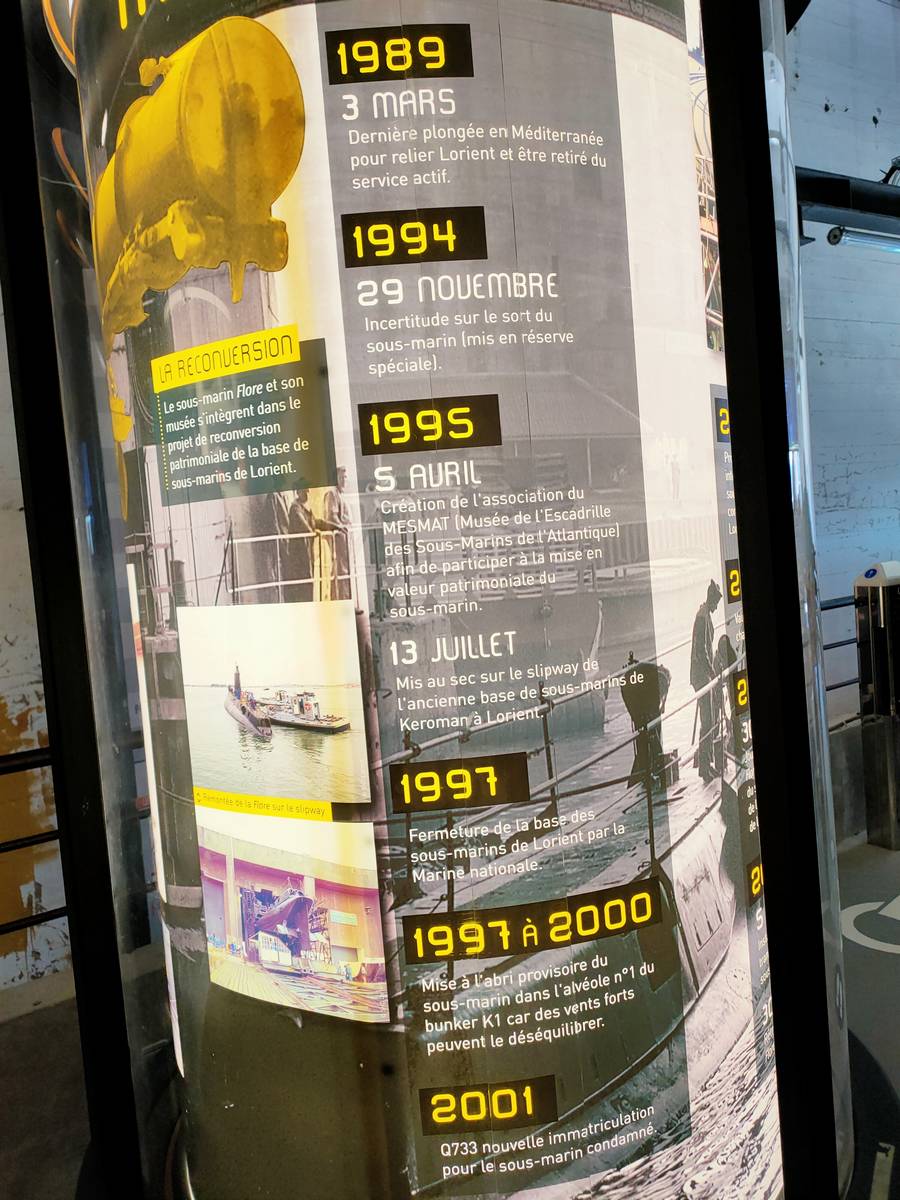 1989
3 MARS
Dernière plongée en Méditerranée
pour relier Lorient et être retiré du
service actif.
1994
29 NOVEMBRE
Incertitude sur le sort du
sous-marin (mis en réserve
spéciale).
LA RECONVERSION
Le sous-marin Flore et son
musée s'intègrent dans le
projet de reconversion
patrimoniale de la base de
sous-marins de Lorient.
1995
5 AVRIL
Création de l'association du
MESMAT (Musée de l'Escadrille
des Sous-Marins de l'Atlantique)
afin de participer à la mise en
valeur patrimoniale du
sous-marin.
13 JUILLET
Mis au sec sur le slipway de
l'ancienne base de sous-marins de
Keroman à Lorient.
Remontée de la Flore sur le slipway
1997
Fermeture de la base des
sous-marins de Lorient par la
Marine nationale.
1997 À 2000
Mise à l'abri provisoire du
sous-marin dans l'alvéole n°1 du
bunker K1 car des vents forts
peuvent le déséquilibrer.
2001
Q733 nouvelle immatriculation
pour le sous-marin condamné.